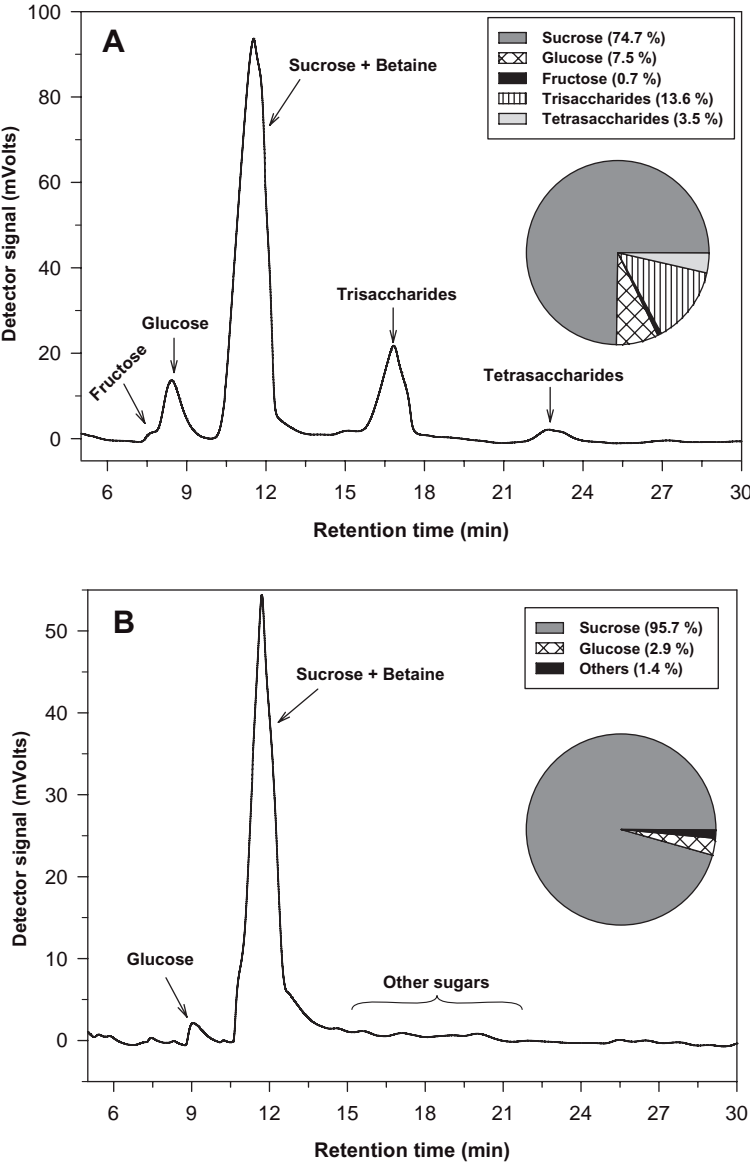 A
Sucrose (74.7 %)
Glucose (7.5 %)
Fructose (0.7 %)
Trisaccharides (13.6 %)
Tetrasaccharides (3.5 %)
Sucrose + Betaine
Trisaccharides
Glucose
Fructose
Tetrasaccharides
Detector signal (mVolts)
100
80
60
40
20
0
6 9 12 15 18 21 24 27 30
Retention time (min)
B
Sucrose (95.7 %)
Glucose (2.9 %)
Others (1.4 %)
Sucrose + Betaine
Glucose
Other sugars
Detector signal (mVolts)
50
40
30
20
10
0
6 9 12 15 18 21 24 27 30
Retention time (min)